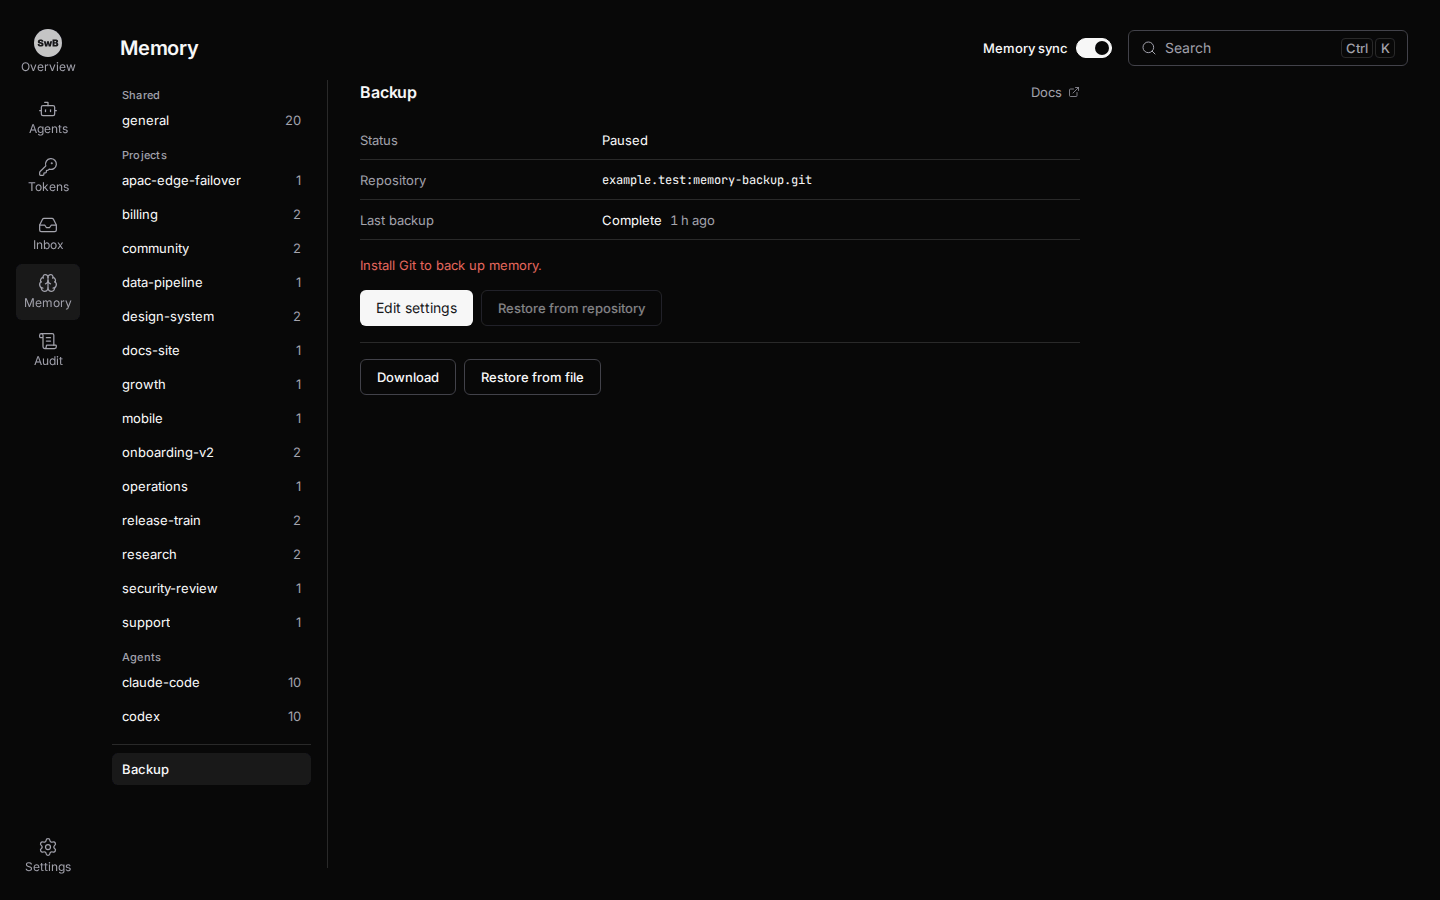 SwB
Overview
Agents
Tokens
Inbox
Memory
Audit
Settings
Memory
Memory sync
Search
Ctrl K
Shared
general 20
Projects
apac-edge-failover 1
billing 2
community 2
data-pipeline 1
design-system 2
docs-site 1
growth 1
mobile 1
onboarding-v2 2
operations 1
release-train 2
research 2
security-review 1
support 1
Agents
claude-code 10
codex 10
Backup
Backup
Docs
Status Paused
Repository example.test:memory-backup.git
Last backup Complete 1 h ago
Install Git to back up memory.
Edit settings Restore from repository
Download Restore from file